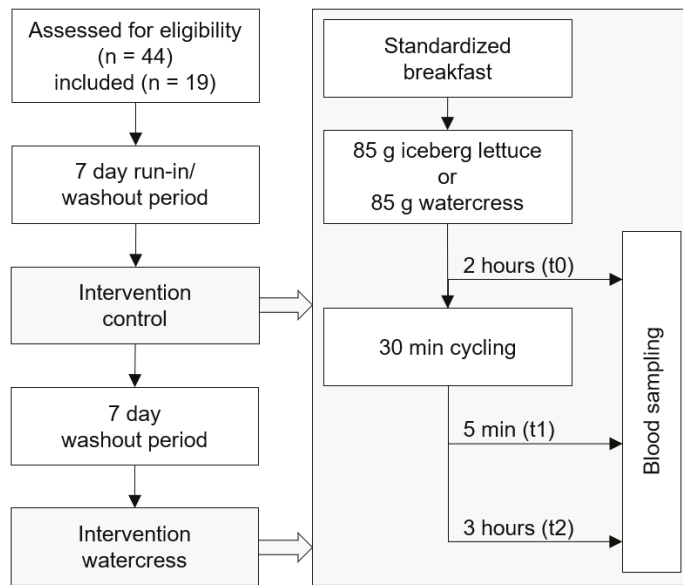 Assessed for eligibility
(n = 44)
included (n = 19)
7 day run-in/
washout period
Intervention
control
7 day
washout period
Intervention
watercress
Standardized
breakfast
85 g iceberg lettuce
or
85 g watercress
2 hours (t0)
30 min cycling
5 min (t1)
3 hours (t2)
Blood sampling